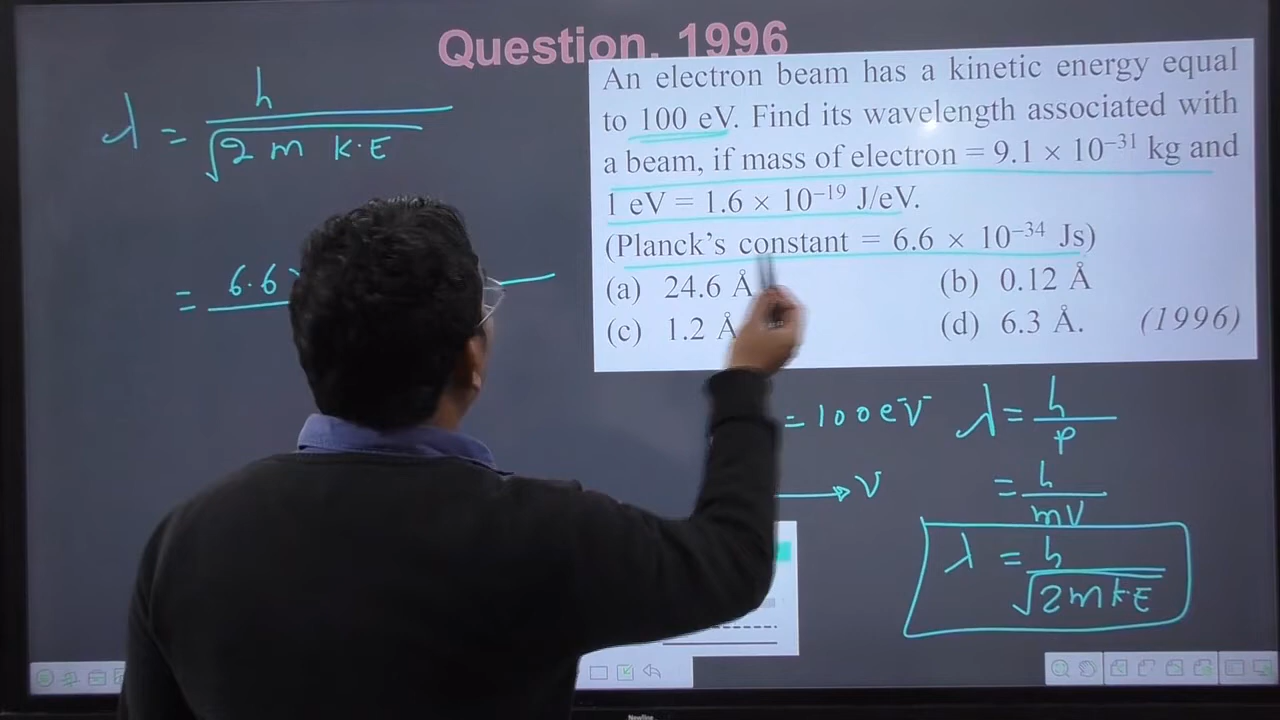 Question, 1996
An electron beam has a kinetic energy equal
to 100 eV. Find its wavelength associated with
a beam, if mass of electron = 9.1 × 10⁻³¹ kg and
1 eV = 1.6 × 10⁻¹⁹ J/eV.
(Planck's constant = 6.6 × 10⁻³⁴ Js)
(a) 24.6 Å (b) 0.12 Å
(c) 1.2 Å (d) 6.3 Å. (1996)
λ = h / √2 m K·E
= 6.6
= 100 eV
→ V
λ = h / p
= h / mV
λ = h / √2mKE
Newline